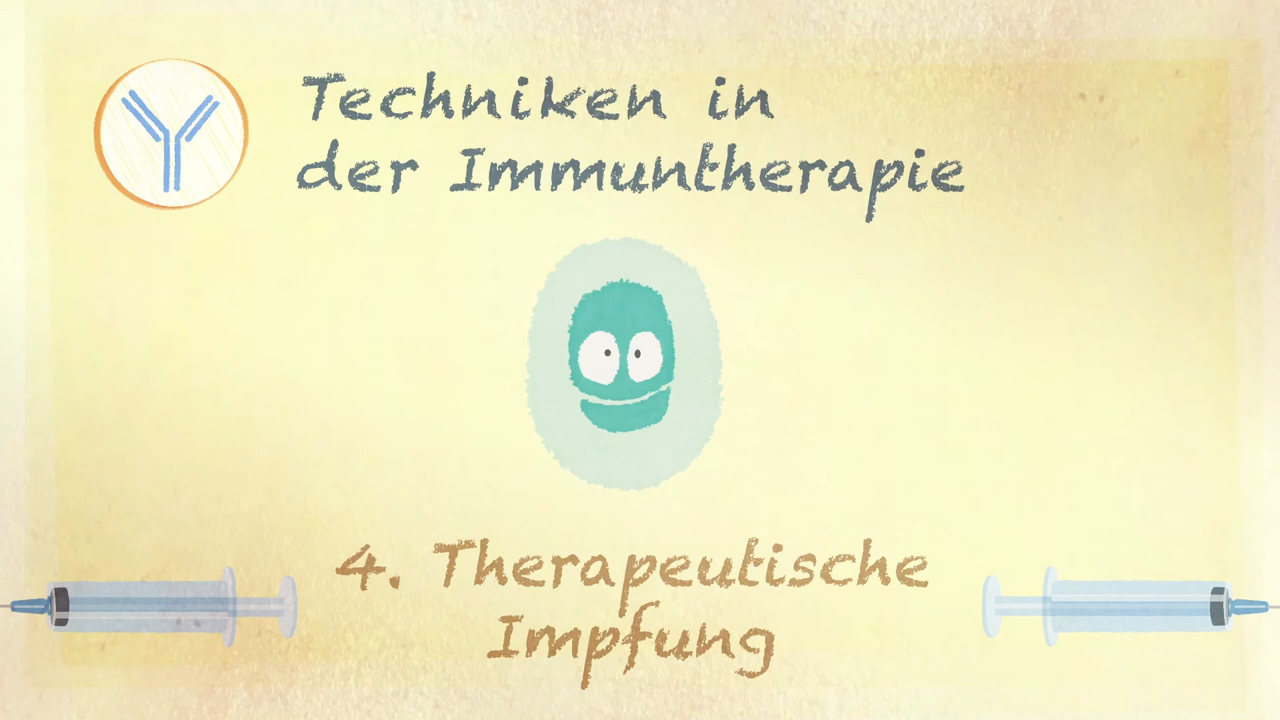 Techniken in
der Immuntherapie
4. Therapeutische
Impfung